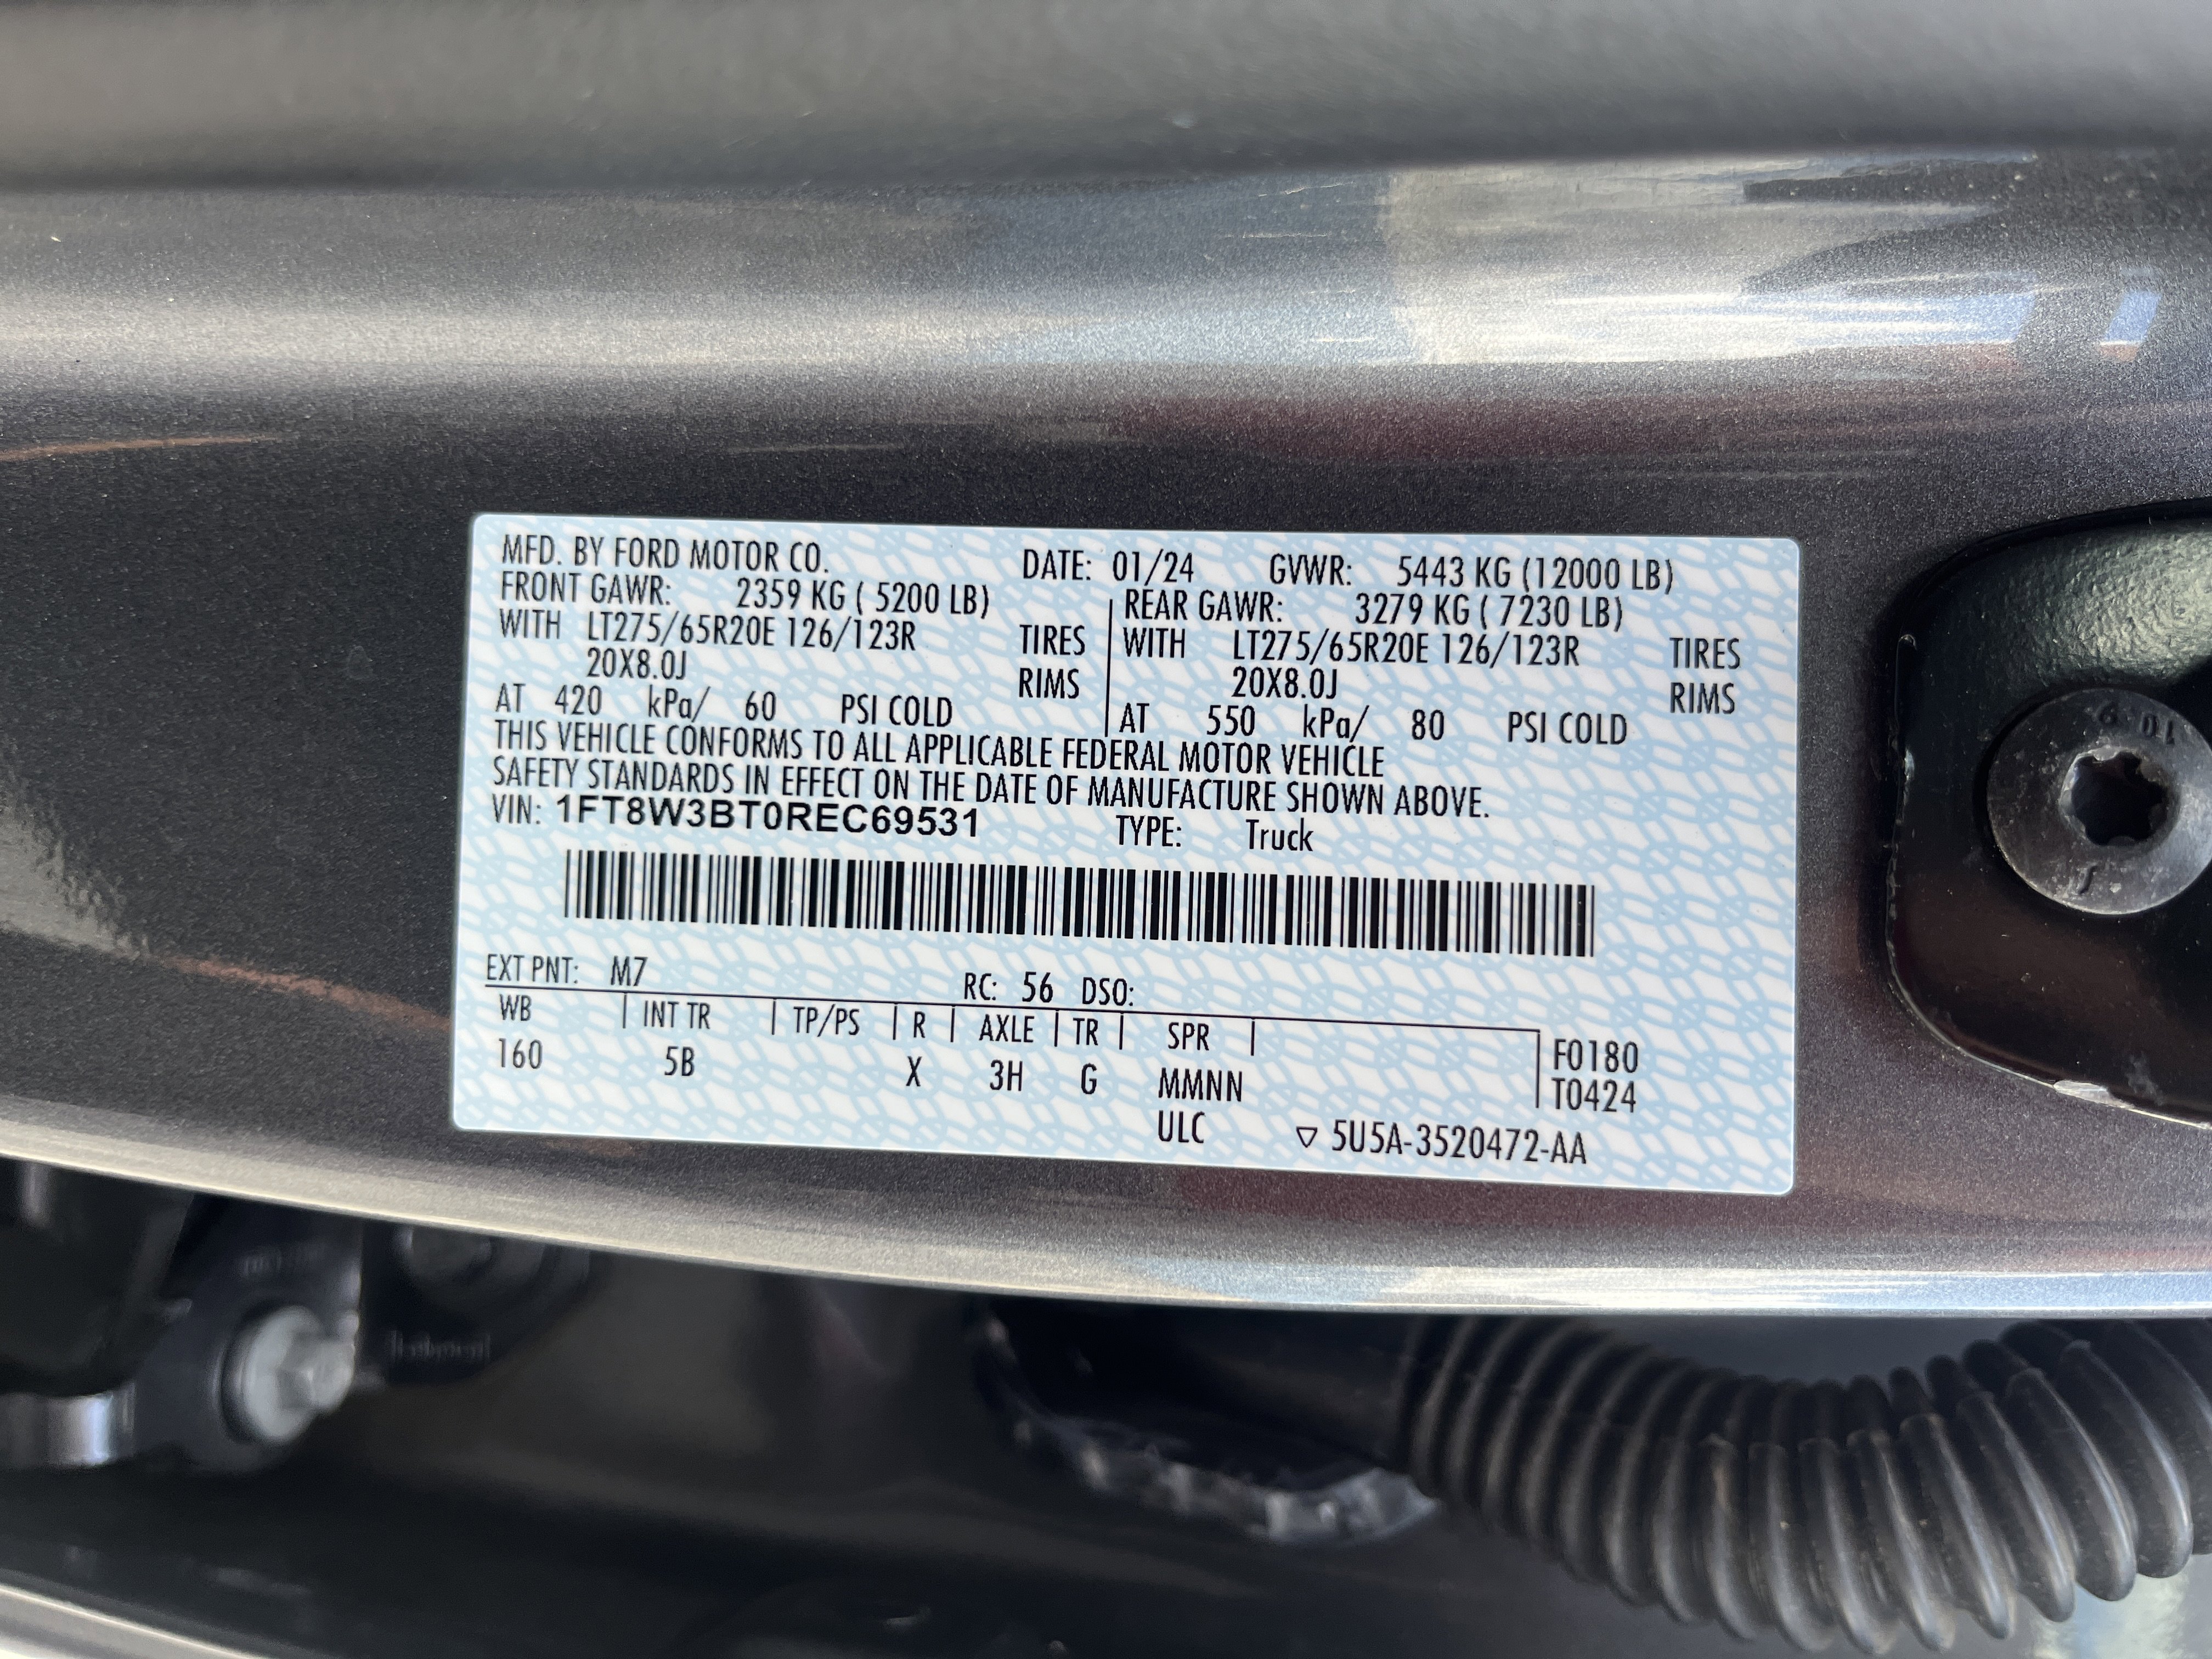 MFD. BY FORD MOTOR CO. DATE: 01/24 GVWR: 5443 KG (12000 LB)
FRONT GAWR: 2359 KG ( 5200 LB) REAR GAWR: 3279 KG ( 7230 LB)
WITH LT275/65R20E 126/123R TIRES WITH LT275/65R20E 126/123R TIRES
20X8.0J RIMS 20X8.0J RIMS
AT 420 kPa/ 60 PSI COLD AT 550 kPa/ 80 PSI COLD
THIS VEHICLE CONFORMS TO ALL APPLICABLE FEDERAL MOTOR VEHICLE
SAFETY STANDARDS IN EFFECT ON THE DATE OF MANUFACTURE SHOWN ABOVE.
VIN: 1FT8W3BT0REC69531 TYPE: Truck
EXT PNT: M7 RC: 56 DSO:
WB INT TR TP/PS R AXLE TR SPR F0180
160 5B X 3H G MMNN T0424
ULC ▽ 5U5A-3520472-AA